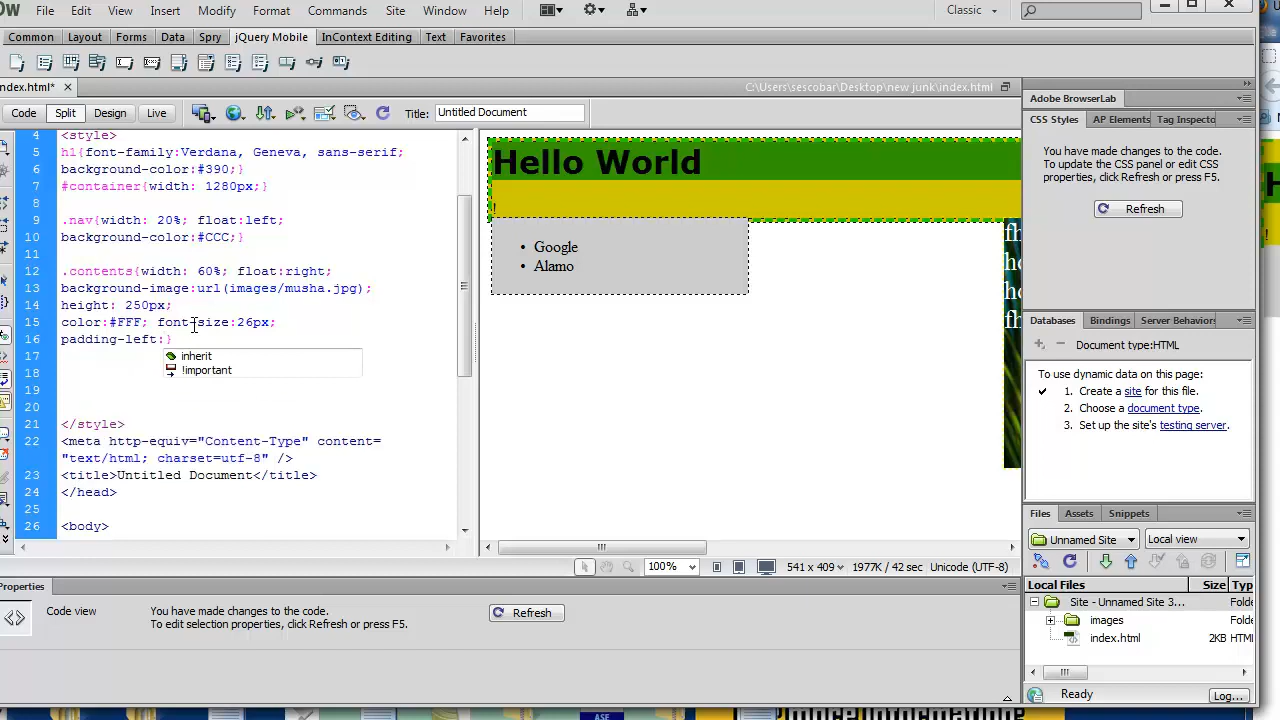 File Edit View Insert Modify Format Commands Site Window Help Classic
Common Layout Forms Data Spry jQuery Mobile InContext Editing Text Favorites
ndex.html* × C:\Users\sescobar\Desktop\new junk\index.html
Code Split Design Live Title: Untitled Document
4 <style>
5 h1{font-family:Verdana, Geneva, sans-serif;
6 background-color:#390;}
7 #container{width: 1280px;}
8
9 .nav{width: 20%; float:left;
10 background-color:#CCC;}
11
12 .contents{width: 60%; float:right;
13 background-image:url(images/musha.jpg);
14 height: 250px;
15 color:#FFF; font-size:26px;
16 padding-left:}
17 inherit
18 !important
19
20
21 </style>
22 <meta http-equiv="Content-Type" content=
"text/html; charset=utf-8" />
23 <title>Untitled Document</title>
24 </head>
25
26 <body>
Hello World
!
• Google
• Alamo
fh
ho
ho
fh
100% 541 x 409 1977K / 42 sec Unicode (UTF-8)
Properties
Code view You have made changes to the code.
To edit selection properties, click Refresh or press F5.
Refresh
Adobe BrowserLab
CSS Styles AP Elements Tag Inspecto
You have made changes to the code.
To update the CSS panel or edit CSS
properties, click Refresh or press F5.
Refresh
Databases Bindings Server Behaviors
Document type:HTML
To use dynamic data on this page:
✓ 1. Create a site for this file.
2. Choose a document type.
3. Set up the site's testing server.
Files Assets Snippets
Unnamed Site Local view
Local Files Size Typ
Site - Unnamed Site 3... Folde
images Folde
index.html 2KB HTML
Ready Log...
ASE
more information